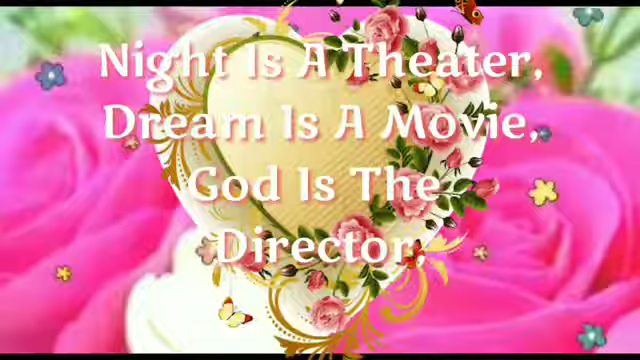 Night Is A Theater,
Dream Is A Movie,
God Is The
Director,